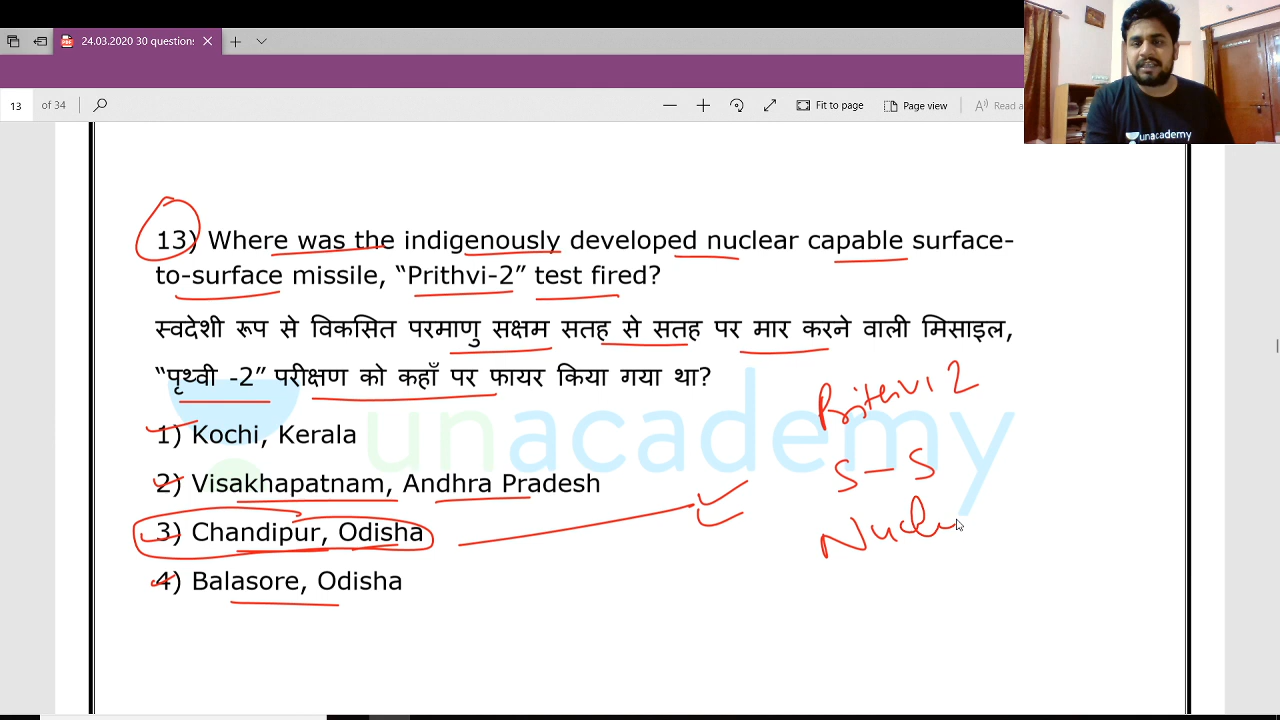 24.03.2020 30 questions
13 of 34
Fit to page
Page view
Read a
unacademy
13) Where was the indigenously developed nuclear capable surface-
to-surface missile, “Prithvi-2” test fired?
स्वदेशी रूप से विकसित परमाणु सक्षम सतह से सतह पर मार करने वाली मिसाइल,
“पृथ्वी -2” परीक्षण को कहाँ पर फायर किया गया था?
1) Kochi, Kerala
2) Visakhapatnam, Andhra Pradesh
3) Chandipur, Odisha
4) Balasore, Odisha
unacademy
Prithvi 2
S - S